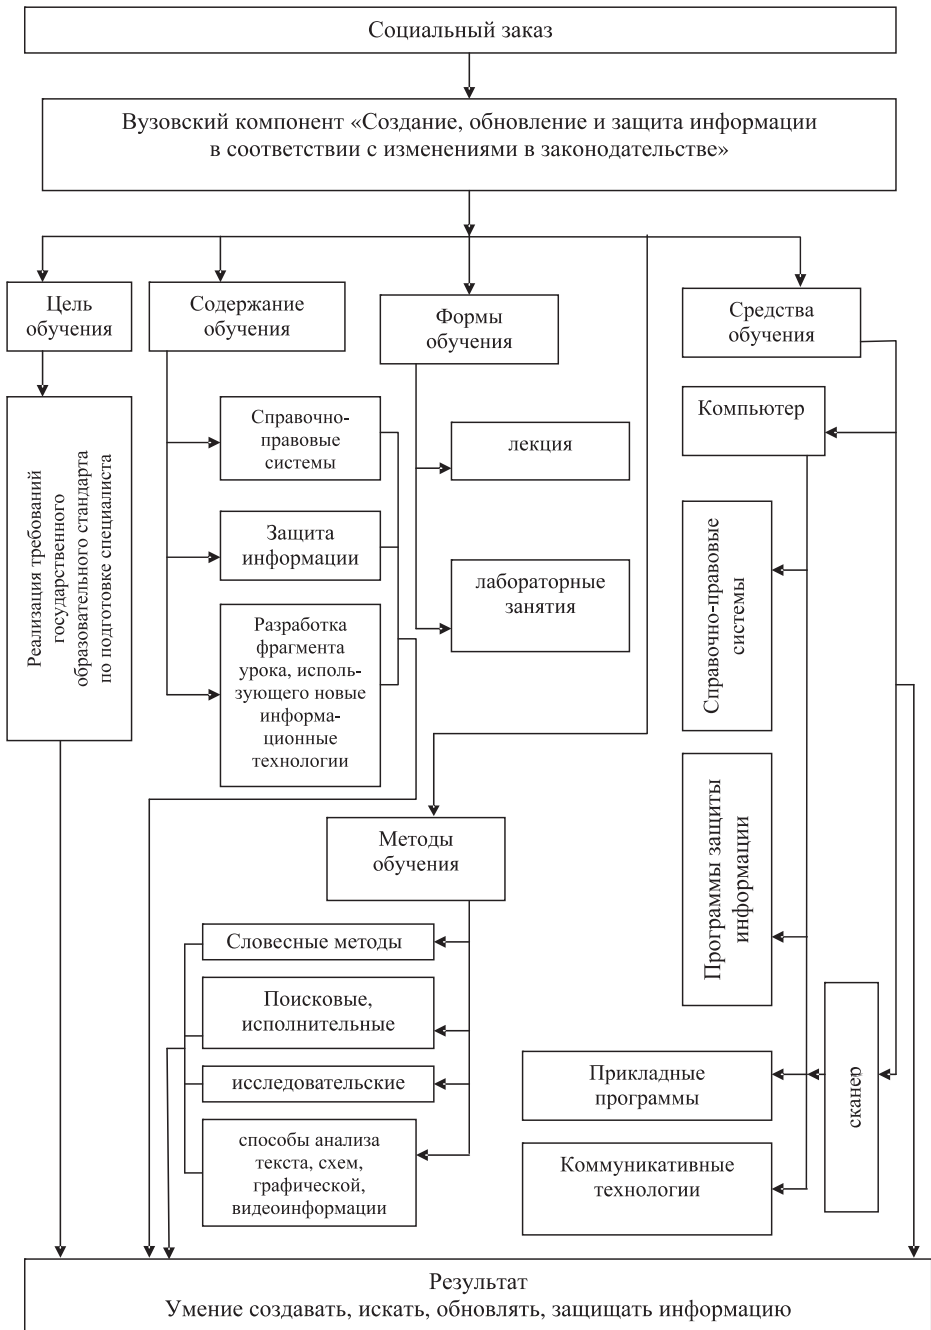 Социальный заказ
Вузовский компонент «Создание, обновление и защита информации
в соответствии с изменениями в законодательстве»
Цель
обучения
Содержание
обучения
Формы
обучения
Средства
обучения
Реализация требований
государственного
образовательного стандарта
по подготовке специалиста
Справочно-
правовые
системы
Защита
информации
Разработка
фрагмента
урока, исполь-
зующего новые
информа-
ционные
технологии
лекция
лабораторные
занятия
Компьютер
Справочно-правовые
системы
Программы защиты
информации
Методы
обучения
Словесные методы
Поисковые,
исполнительные
исследовательские
способы анализа
текста, схем,
графической,
видеоинформации
Прикладные
программы
Коммуникативные
технологии
сканер
Результат
Умение создавать, искать, обновлять, защищать информацию